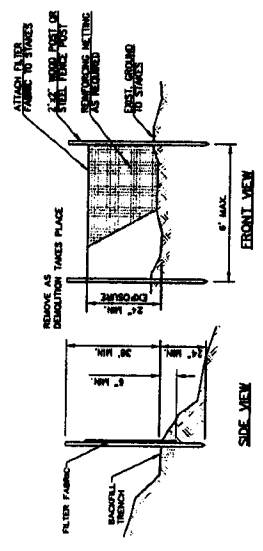 ATTACH FILTER
FABRIC TO STAKES
2"x2" WOOD POST OR
STEEL FENCE POST
REINFORCING NETTING
AS REQUIRED
EXIST. GROUND
TO STAKES
REMOVE AS
DEMOLITION TAKES PLACE
24" MIN.
EXPOSURE
6' MAX
FRONT VIEW
36" MIN.
6" MIN.
24" MIN.
FILTER FABRIC
BACKFILL
TRENCH
SIDE VIEW